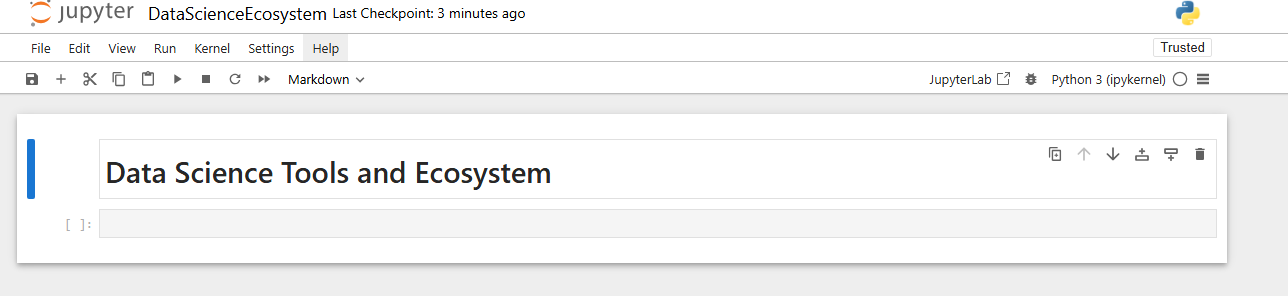 jupyter DataScienceEcosystem Last Checkpoint: 3 minutes ago
File Edit View Run Kernel Settings Help Trusted
Markdown JupyterLab Python 3 (ipykernel)
Data Science Tools and Ecosystem
[ ]: